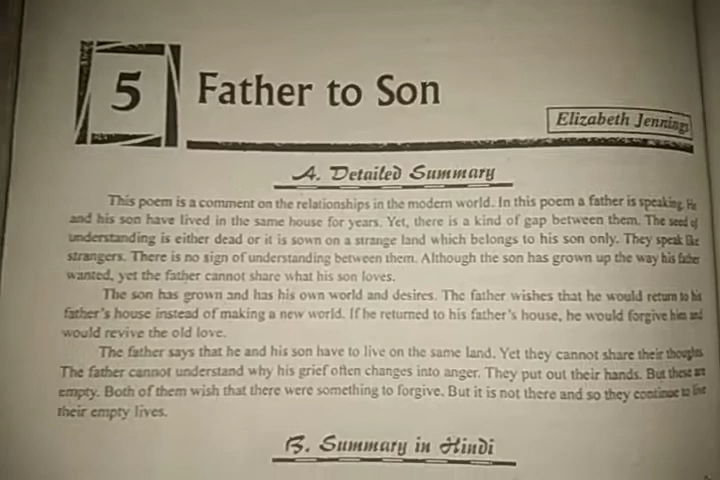 5
Father to Son
Elizabeth Jennings
A. Detailed Summary
This poem is a comment on the relationships in the modern world. In this poem a father is speaking. He
and his son have lived in the same house for years. Yet, there is a kind of gap between them. The seed of
understanding is either dead or it is sown on a strange land which belongs to his son only. They speak like
strangers. There is no sign of understanding between them. Although the son has grown up the way his father
wanted, yet the father cannot share what his son loves.
The son has grown and has his own world and desires. The father wishes that he would return to his
father's house instead of making a new world. If he returned to his father's house, he would forgive him and
would revive the old love.
The father says that he and his son have to live on the same land. Yet they cannot share their thoughts.
The father cannot understand why his grief often changes into anger. They put out their hands. But these are
empty. Both of them wish that there were something to forgive. But it is not there and so they continue to live
their empty lives.
B. Summary in Hindi